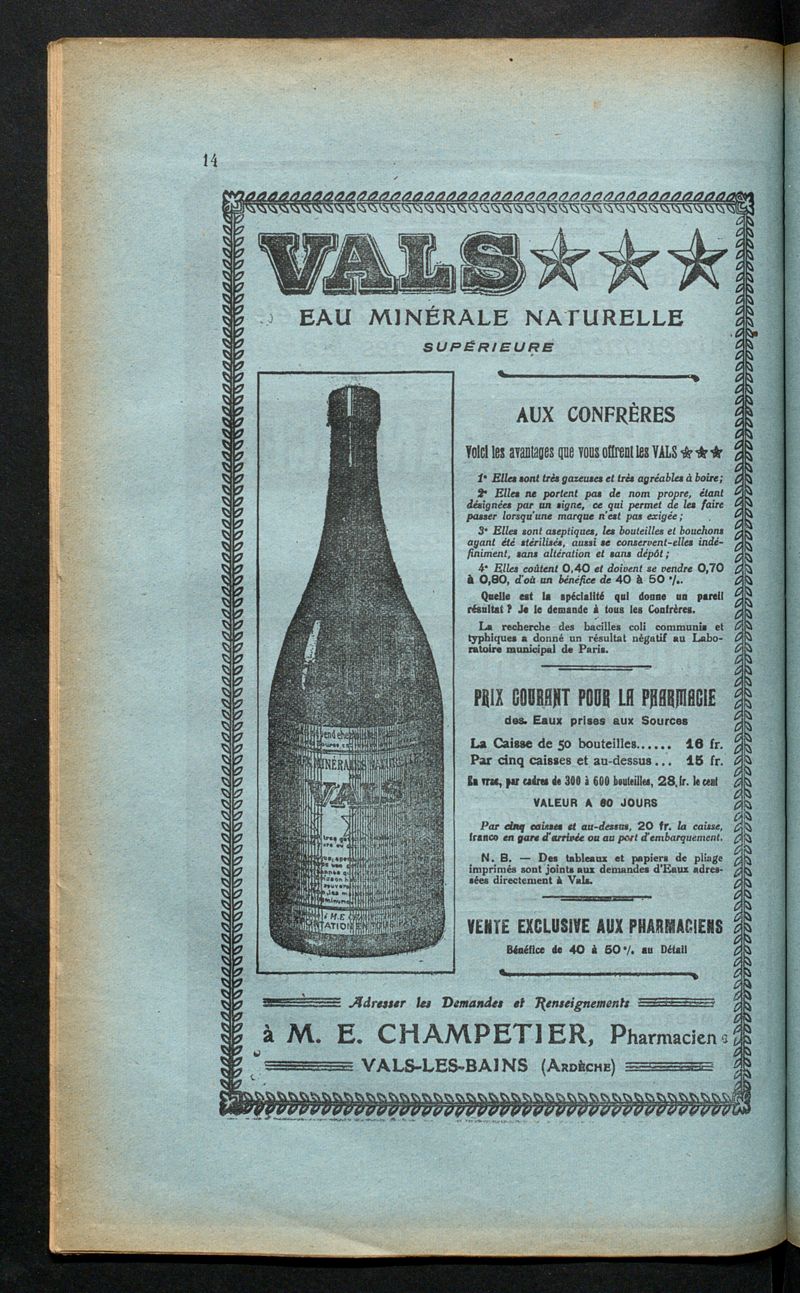 14
VALS ★★★
EAU MINÉRALE NATURELLE
SUPÉRIEURE
AUX CONFRÈRES
Voici les avantages que vous offrent les VALS ★★★
1° Elles sont très gazeuses et très agréables à boire;
2° Elles ne portent pas de nom propre, étant
désignées par un signe, ce qui permet de les faire
passer lorsqu'une marque n'est pas exigée;
3° Elles sont aseptiques, les bouteilles et bouchons
ayant été stérilisés, aussi se conservent-elles indé-
finiment, sans altération et sans dépôt;
4° Elles coûtent 0,40 et doivent se vendre 0,70
à 0,80, d'où un bénéfice de 40 à 50 %.
Quelle est la spécialité qui donne un pareil
résultat? Je le demande à tous les Confrères.
La recherche des bacilles coli communis et
typhiques a donné un résultat négatif au Labo-
ratoire municipal de Paris.
PRIX COURANT POUR LA PHARMACIE
des Eaux prises aux Sources
La Caisse de 50 bouteilles...... 16 fr.
Par cinq caisses et au-dessus... 15 fr.
En vrac, par cadres de 300 à 600 bouteilles, 28 fr. le cent
VALEUR A 60 JOURS
Par cinq caisses et au-dessus, 20 fr. la caisse,
franco en gare d'arrivée ou au port d'embarquement.
N. B. — Des tableaux et papiers de pliage
imprimés sont joints aux demandes d'Eaux adres-
sées directement à Vals.
VENTE EXCLUSIVE AUX PHARMACIENS
Bénéfice de 40 à 50 % au Détail
MINÉRALES
VALS
Adresser les Demandes et Renseignements
à M. E. CHAMPETIER, Pharmacien
VALS-LES-BAINS (ARDÈCHE)